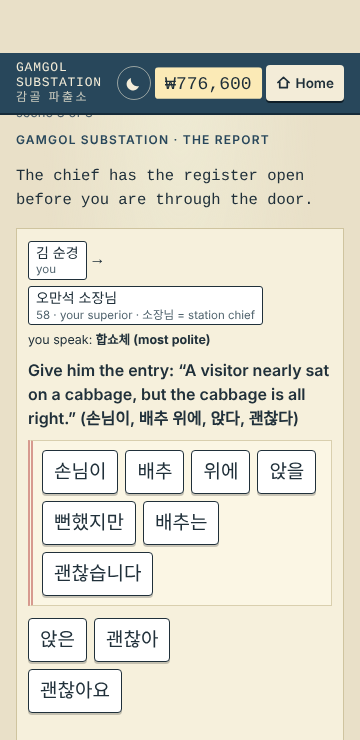 GAMGOL
SUBSTATION
감골 파출소
₩776,600
Home
GAMGOL SUBSTATION · THE REPORT
The chief has the register open
before you are through the door.
김 순경
you
→
오만석 소장님
58 · your superior · 소장님 = station chief
you speak: 합쇼체 (most polite)
Give him the entry: “A visitor nearly sat
on a cabbage, but the cabbage is all
right.” (손님이, 배추 위에, 앉다, 괜찮다)
손님이 배추 위에 앉을
뻔했지만 배추는
괜찮습니다
앉은 괜찮아
괜찮아요